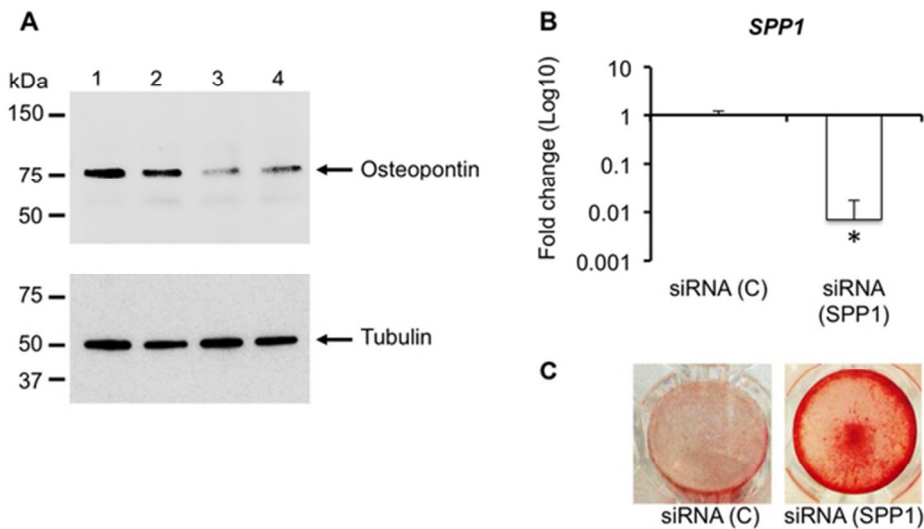 A
kDa
1 2 3 4
150
75
50
Osteopontin
75
50
37
Tubulin
B
SPP1
Fold change (Log10)
10
1
0.1
0.01
0.001
*
siRNA (C)
siRNA
(SPP1)
C
siRNA (C)
siRNA (SPP1)